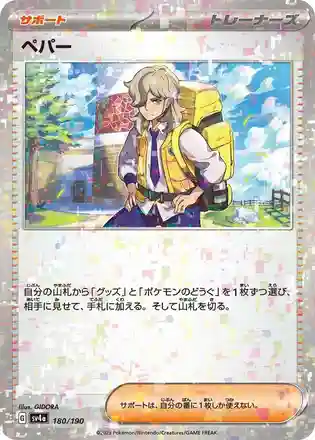 サポート
トレーナーズ
ペパー
自分の山札から「グッズ」と「ポケモンのどうぐ」を1枚ずつ選び、
相手に見せて、手札に加える。そして山札を切る。
Illus. GIDORA
G sv4a 180/190
サポートは、自分の番に1枚しか使えない。
©2023 Pokémon/Nintendo/Creatures/GAME FREAK